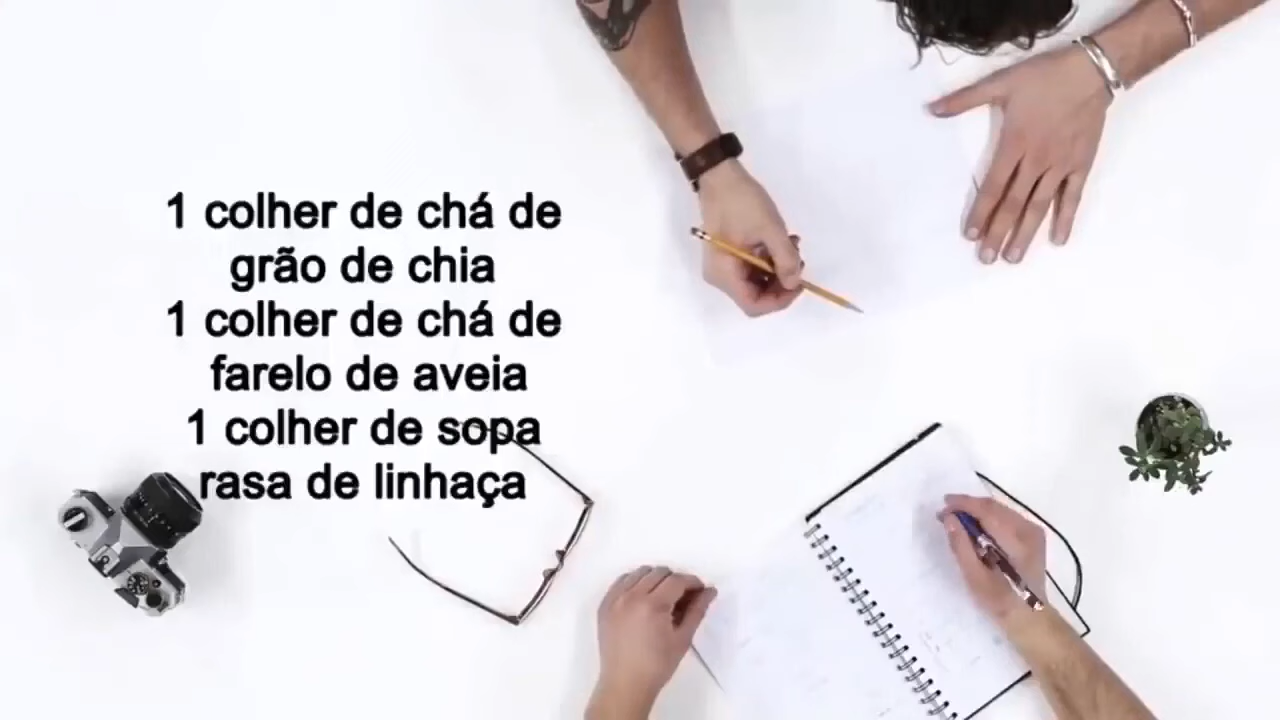 1 colher de chá de
grão de chia
1 colher de chá de
farelo de aveia
1 colher de sopa
rasa de linhaça